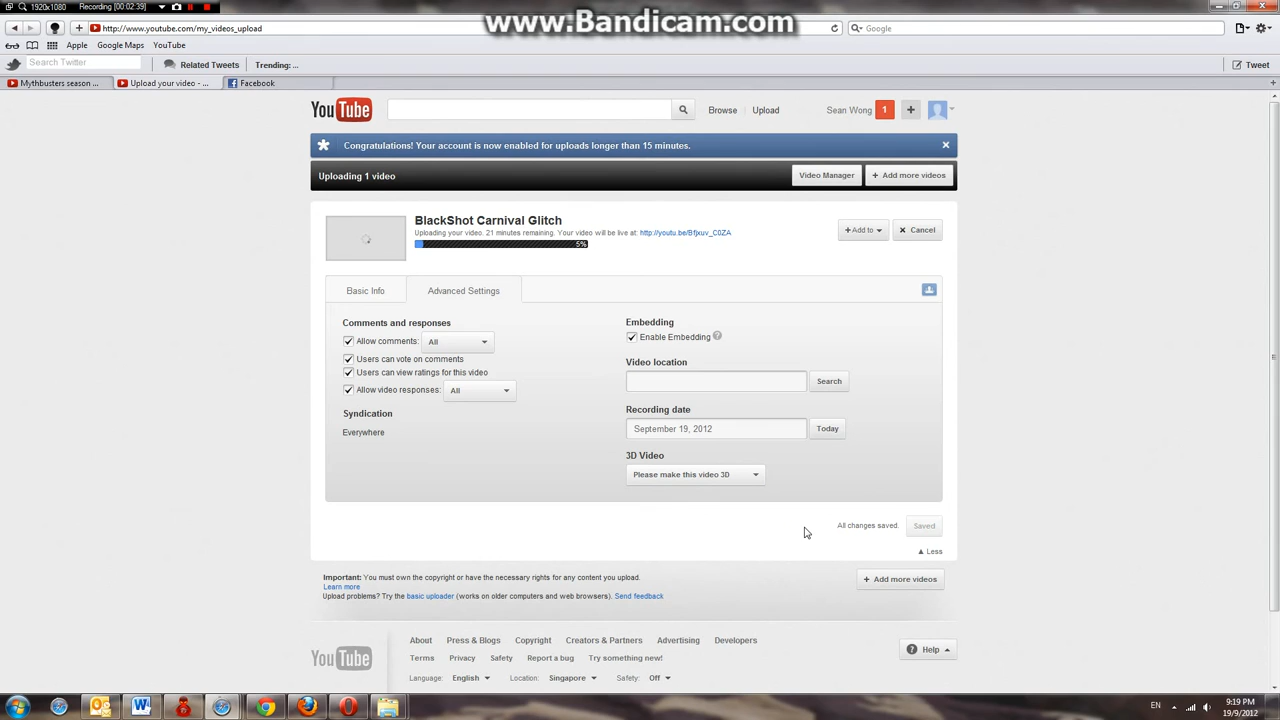 1920x1080 Recording [00:02:39]
www.Bandicam.com
http://www.youtube.com/my_videos_upload
Google
Apple Google Maps YouTube
Search Twitter Related Tweets Trending: ... Tweet
Mythbusters season ... Upload your video - ... Facebook
YouTube Browse Upload Sean Wong 1 +
Congratulations! Your account is now enabled for uploads longer than 15 minutes.
Uploading 1 video Video Manager + Add more videos
BlackShot Carnival Glitch
Uploading your video. 21 minutes remaining. Your video will be live at: http://youtu.be/Bfjxuv_C0ZA
5%
+Add to Cancel
Basic Info Advanced Settings
Comments and responses
Allow comments: All
Users can vote on comments
Users can view ratings for this video
Allow video responses: All
Syndication
Everywhere
Embedding
Enable Embedding ?
Video location
Search
Recording date
September 19, 2012 Today
3D Video
Please make this video 3D
All changes saved. Saved
Less
Important: You must own the copyright or have the necessary rights for any content you upload.
Learn more
Upload problems? Try the basic uploader (works on older computers and web browsers). Send feedback
+ Add more videos
YouTube
About Press & Blogs Copyright Creators & Partners Advertising Developers
Terms Privacy Safety Report a bug Try something new!
Language: English Location: Singapore Safety: Off
? Help
EN 9:19 PM
19/9/2012